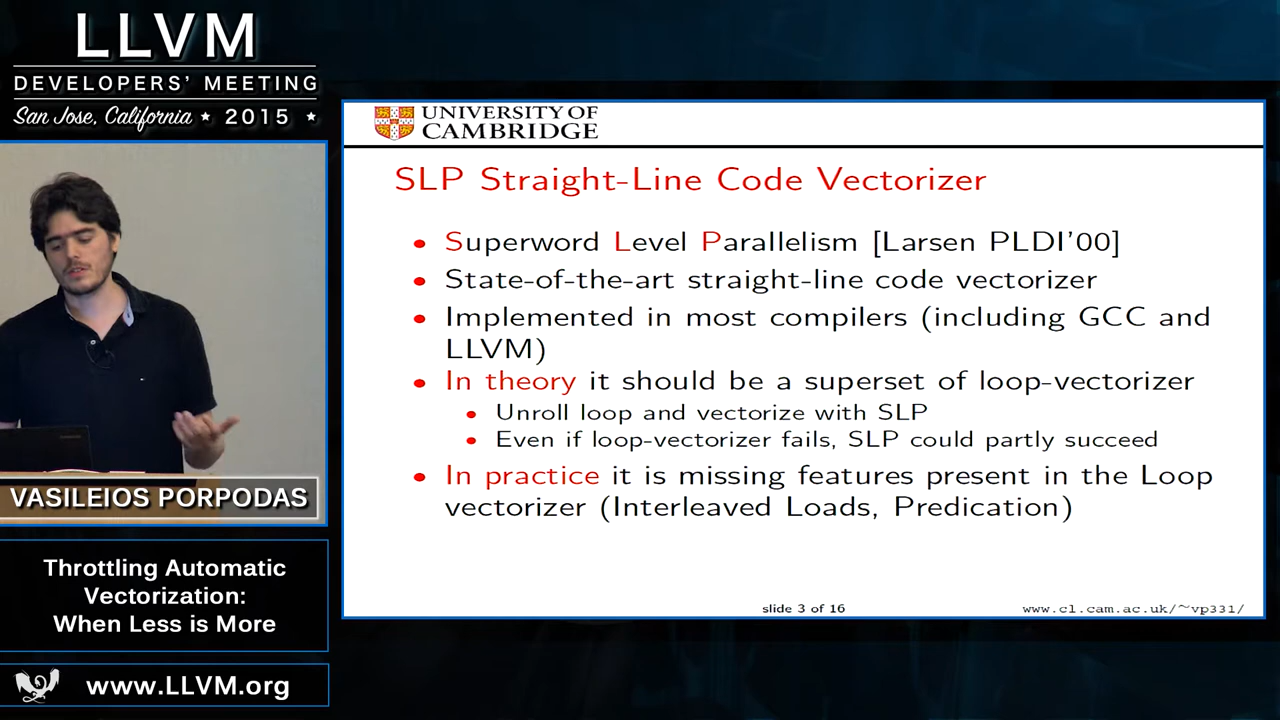 LLVM
DEVELOPERS' MEETING
San Jose, California ★ 2015 ★
UNIVERSITY OF
CAMBRIDGE
SLP Straight-Line Code Vectorizer
• Superword Level Parallelism [Larsen PLDI'00]
• State-of-the-art straight-line code vectorizer
• Implemented in most compilers (including GCC and
LLVM)
• In theory it should be a superset of loop-vectorizer
• Unroll loop and vectorize with SLP
• Even if loop-vectorizer fails, SLP could partly succeed
• In practice it is missing features present in the Loop
vectorizer (Interleaved Loads, Predication)
slide 3 of 16
www.cl.cam.ac.uk/~vp331/
VASILEIOS PORPODAS
Throttling Automatic
Vectorization:
When Less is More
www.LLVM.org